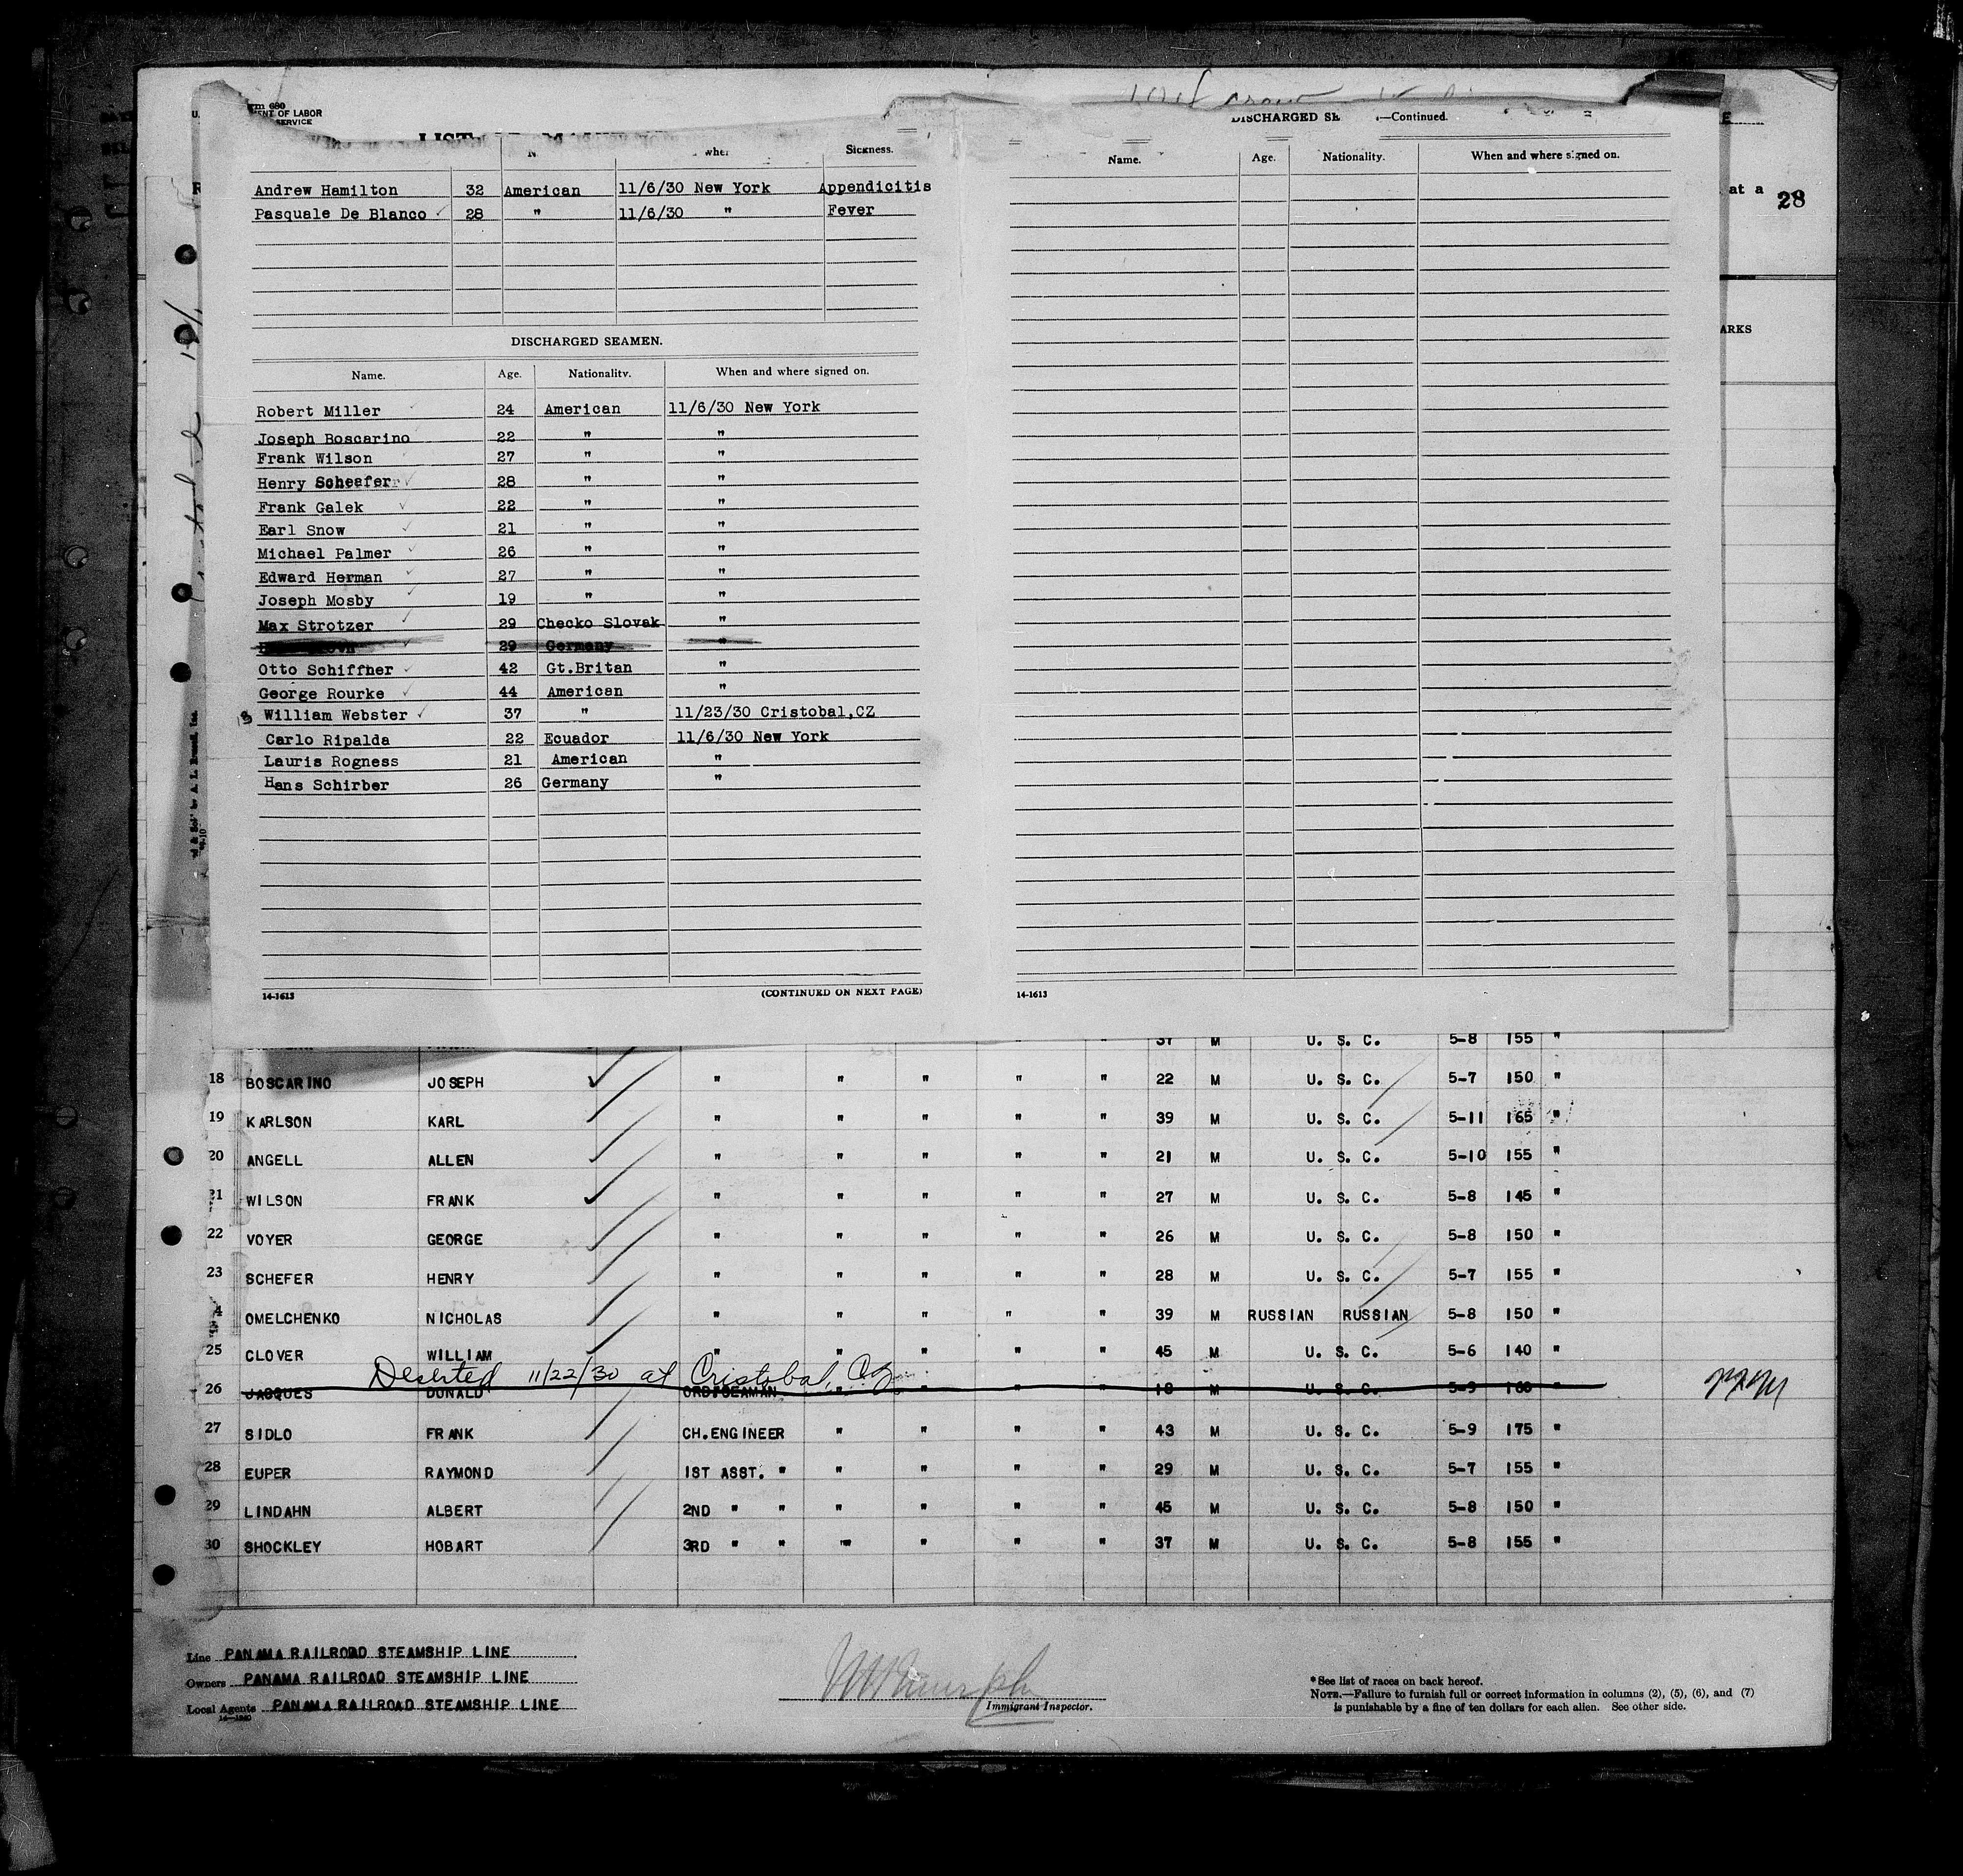 DISCHARGED SE —Continued.
Sickness.
Andrew Hamilton 32 American 11/6/30 New York Appendicitis
Pasquale De Blanco 28 " 11/6/30 " Fever
DISCHARGED SEAMEN.
Name. Age. Nationality. When and where signed on.
Robert Miller 24 American 11/6/30 New York
Joseph Boscarino 22 " "
Frank Wilson 27 " "
Henry Scheefer 28 " "
Frank Galek 22 " "
Earl Snow 21 " "
Michael Palmer 26 " "
Edward Herman 27 " "
Joseph Mosby 19 " "
Max Strotzer 29 Checko Slovak "
29 Germany "
Otto Schiffner 42 Gt.Britan "
George Rourke 44 American "
William Webster 37 " 11/23/30 Cristobal,CZ
Carlo Ripalda 22 Ecuador 11/6/30 New York
Lauris Rogness 21 American "
Hans Schirber 26 Germany "
14-1613 (CONTINUED ON NEXT PAGE)
Name. Age. Nationality. When and where signed on.
14-1613
at a 28
ARKS
37 M U. S. C. 5-8 155 "
18 BOSCARINO JOSEPH " " " " " 22 M U. S. C. 5-7 150 "
19 KARLSON KARL " " " " " 39 M U. S. C. 5-11 165 "
20 ANGELL ALLEN " " " " " 21 M U. S. C. 5-10 155 "
21 WILSON FRANK " " " " " 27 M U. S. C. 5-8 145 "
22 VOYER GEORGE " " " " " 26 M U. S. C. 5-8 150 "
23 SCHEFER HENRY " " " " " 28 M U. S. C. 5-7 155 "
4 OMELCHENKO NICHOLAS " " " " " 39 M RUSSIAN RUSSIAN 5-8 150 "
25 CLOVER WILLIAM " " " " " 45 M U. S. C. 5-6 140 "
Deserted 11/22/30 at Cristobal, Cz
26 JASQUES DONALD ORD.SEAMAN " " " " 18 M U. S. C. 5-9 160 "
27 SIDLO FRANK CH.ENGINEER " " " " 43 M U. S. C. 5-9 175 "
28 EUPER RAYMOND 1ST ASST. " " " " " 29 M U. S. C. 5-7 155 "
29 LINDAHN ALBERT 2ND " " " " " " 45 M U. S. C. 5-8 150 "
30 SHOCKLEY HOBART 3RD " " " " " " 37 M U. S. C. 5-8 155 "
Line PANAMA RAILROAD STEAMSHIP LINE
Owners PANAMA RAILROAD STEAMSHIP LINE
Local Agents PANAMA RAILROAD STEAMSHIP LINE
Immigrant Inspector.
*See list of races on back hereof.
NOTE.—Failure to furnish full or correct information in columns (2), (5), (6), and (7)
is punishable by a fine of ten dollars for each alien. See other side.